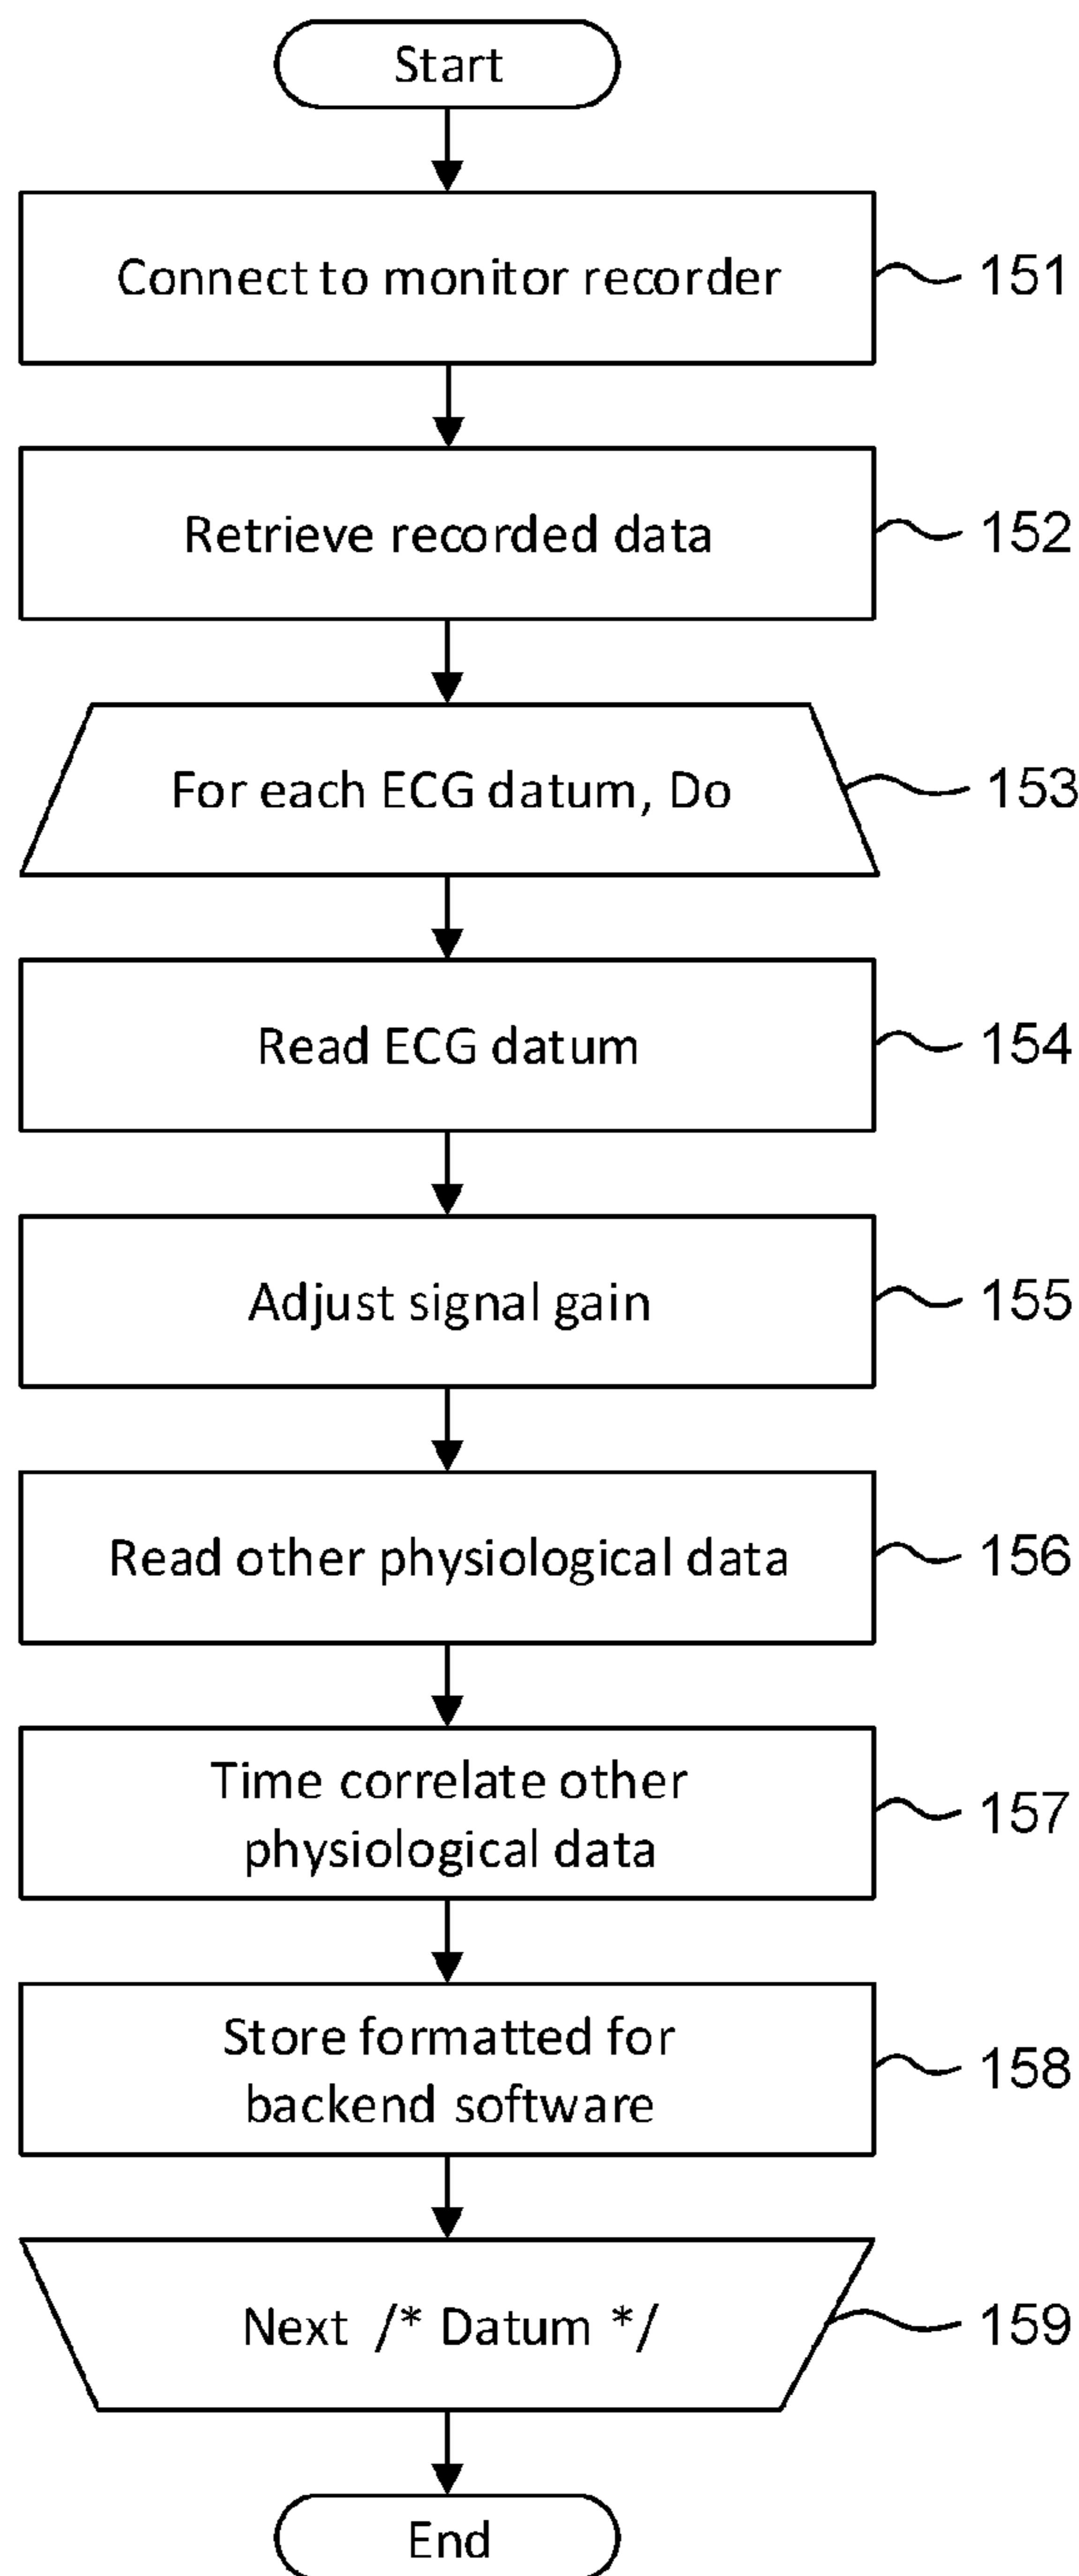 Start
Connect to monitor recorder
151
Retrieve recorded data
152
For each ECG datum, Do
153
Read ECG datum
154
Adjust signal gain
155
Read other physiological data
156
Time correlate other
physiological data
157
Store formatted for
backend software
158
Next /* Datum */
159
End